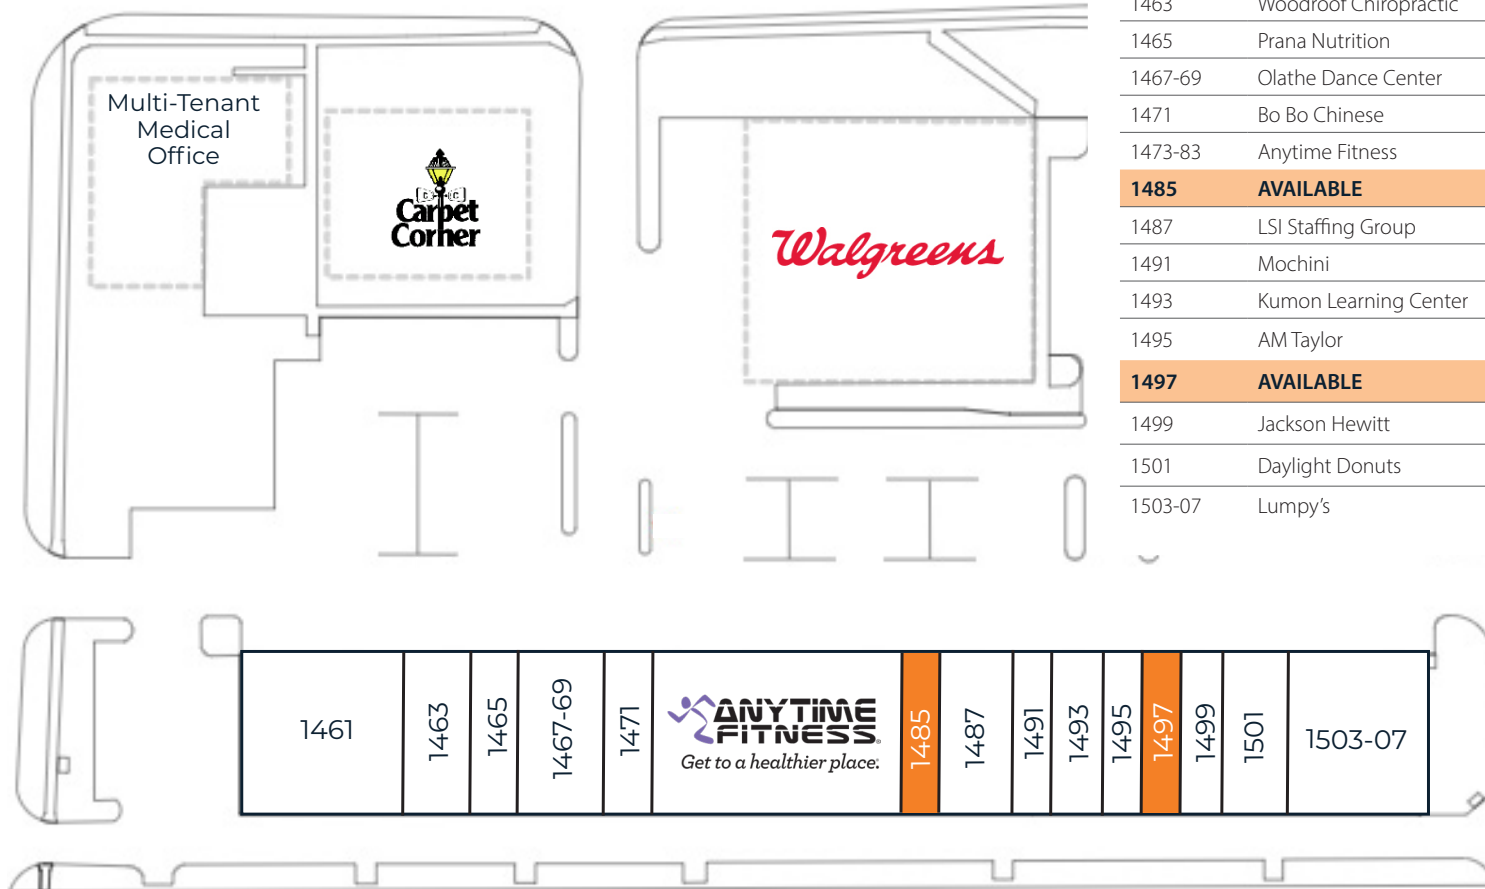 1463 Woodroof Chiropractic
1465 Prana Nutrition
1467-69 Olathe Dance Center
1471 Bo Bo Chinese
1473-83 Anytime Fitness
1485 AVAILABLE
1487 LSI Staffing Group
1491 Mochini
1493 Kumon Learning Center
1495 AM Taylor
1497 AVAILABLE
1499 Jackson Hewitt
1501 Daylight Donuts
1503-07 Lumpy's
Multi-Tenant
Medical
Office
C C
Carpet
Corner
Walgreens
1461
1463
1465
1467-69
1471
ANYTIME
FITNESS
Get to a healthier place.
1485
1487
1491
1493
1495
1497
1499
1501
1503-07